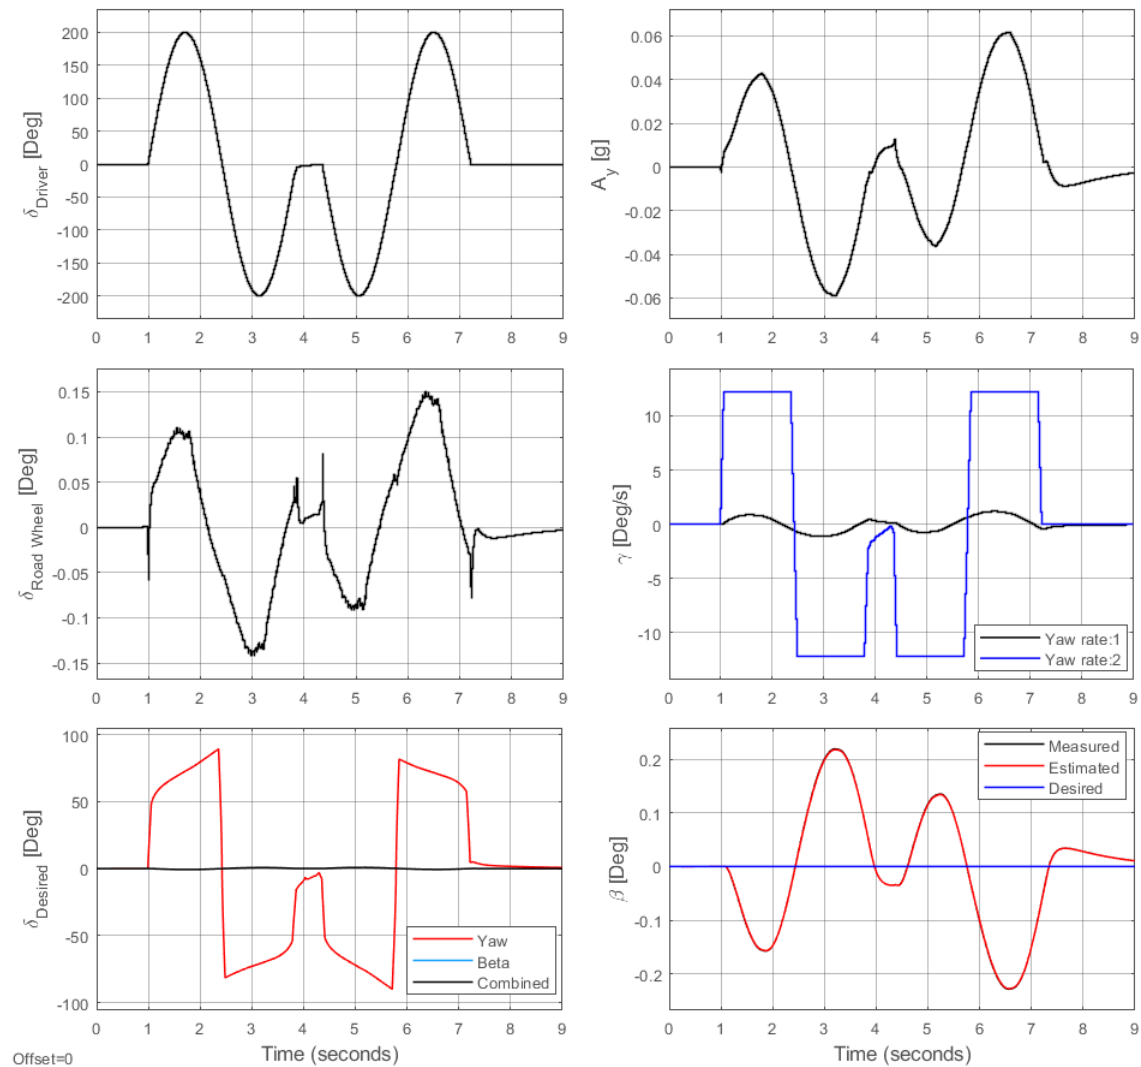 200
150
100
50
0
-50
-100
-150
-200
δDriver [Deg]
0 1 2 3 4 5 6 7 8 9
0.06
0.04
0.02
0
-0.02
-0.04
-0.06
Ay [g]
0 1 2 3 4 5 6 7 8 9
0.15
0.1
0.05
0
-0.05
-0.1
-0.15
δRoad Wheel [Deg]
0 1 2 3 4 5 6 7 8 9
10
5
0
-5
-10
γ [Deg/s]
Yaw rate:1
Yaw rate:2
0 1 2 3 4 5 6 7 8 9
100
50
0
-50
-100
δDesired [Deg]
Yaw
Beta
Combined
0 1 2 3 4 5 6 7 8 9
Time (seconds)
Offset=0
0.2
0.1
0
-0.1
-0.2
β [Deg]
Measured
Estimated
Desired
0 1 2 3 4 5 6 7 8 9
Time (seconds)